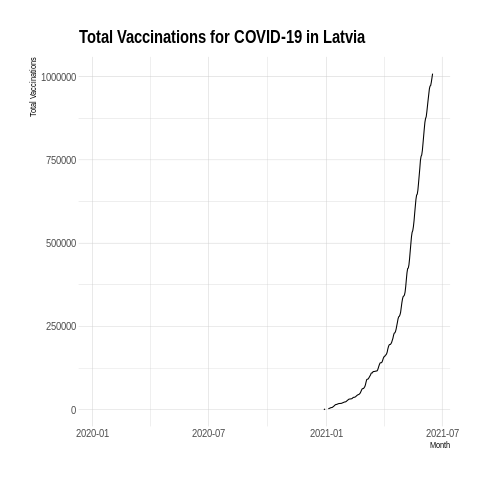 Total Vaccinations for COVID-19 in Latvia
Total Vaccinations
1000000
750000
500000
250000
0
2020-01 2020-07 2021-01 2021-07
Month